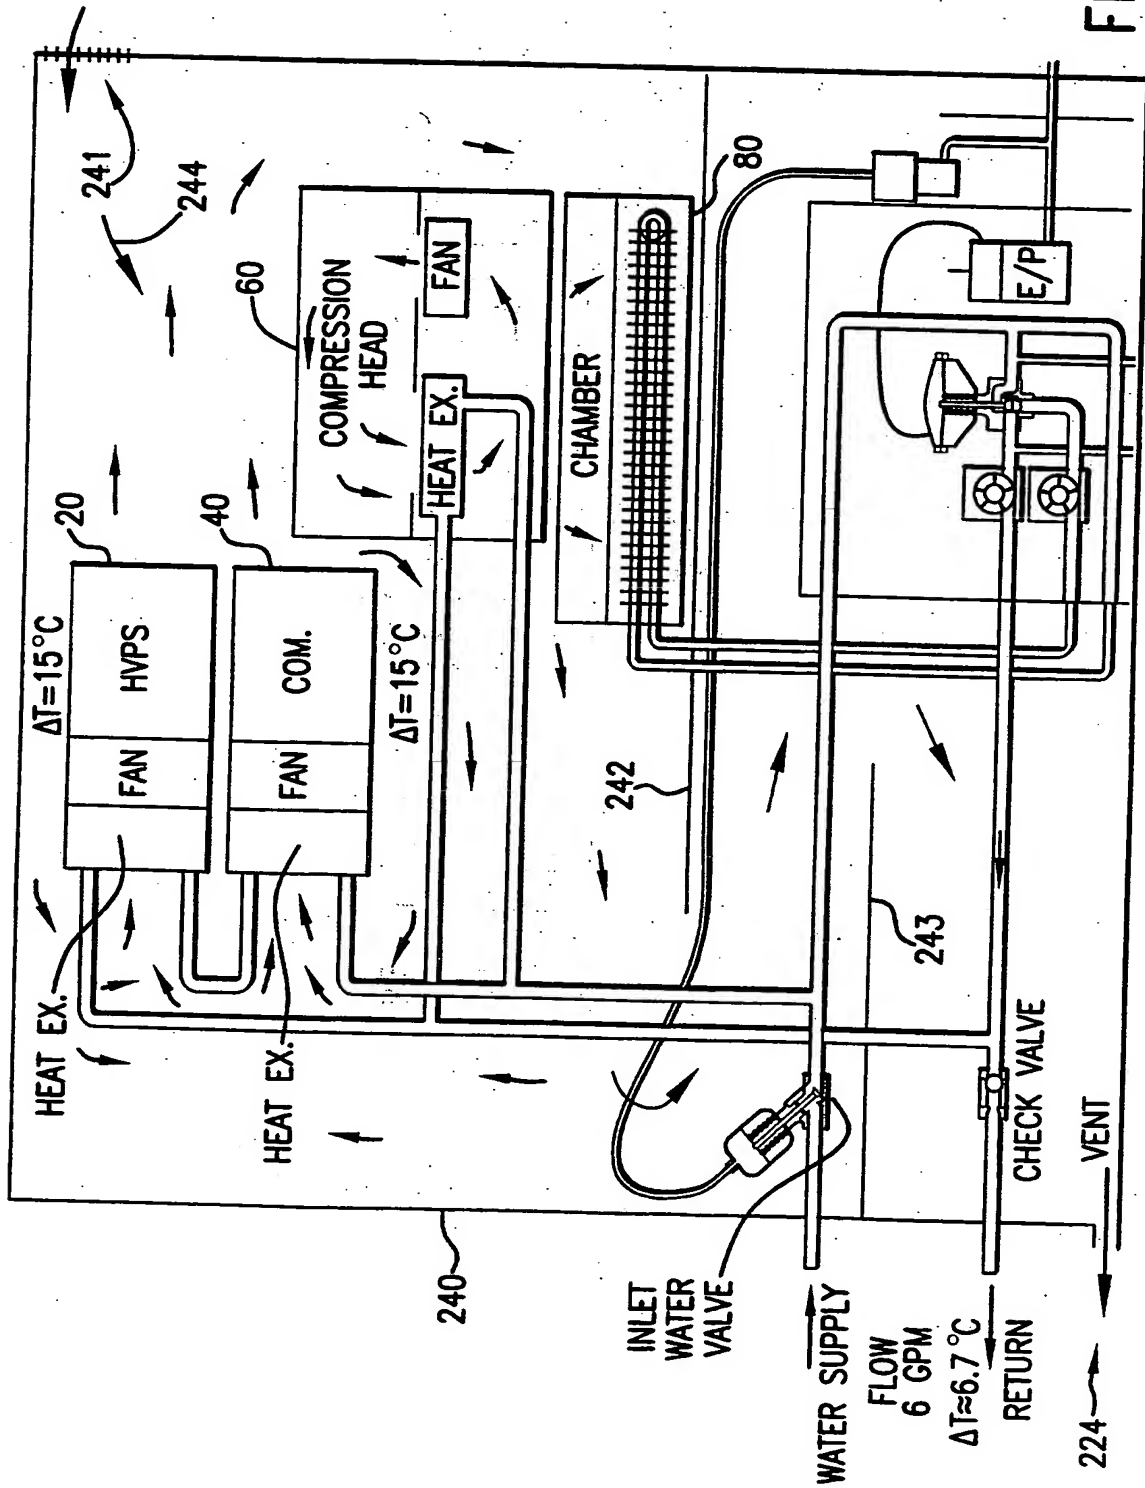 HEAT EX.
ΔT=15°C
FAN
HVPS
20
241
244
HEAT EX.
FAN
COM.
40
ΔT=15°C
60
COMPRESSION
HEAD
HEAT EX.
FAN
240
CHAMBER
80
242
INLET
WATER
VALVE
WATER SUPPLY
FLOW
6 GPM
ΔT≈6.7°C
RETURN
243
E/P
CHECK VALVE
VENT
224